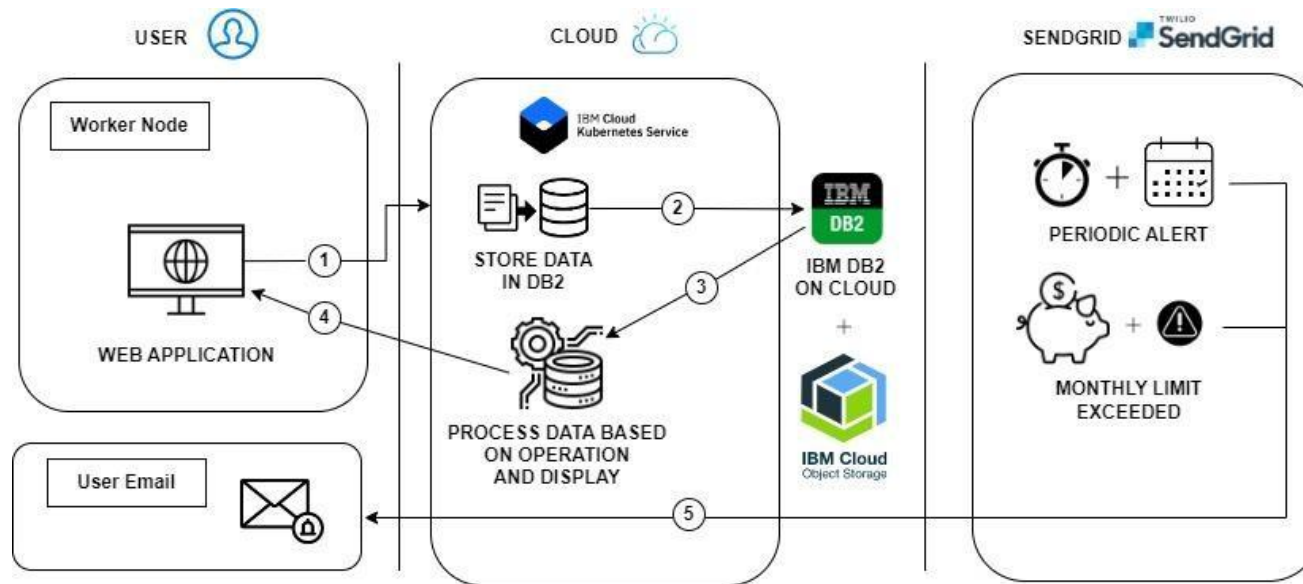 USER
CLOUD
SENDGRID
TWILIO
SendGrid
Worker Node
WEB APPLICATION
1
4
User Email
IBM Cloud
Kubernetes Service
STORE DATA
IN DB2
2
3
PROCESS DATA BASED
ON OPERATION
AND DISPLAY
IBM
DB2
IBM DB2
ON CLOUD
+
IBM Cloud
Object Storage
+
PERIODIC ALERT
$
+
MONTHLY LIMIT
EXCEEDED
5